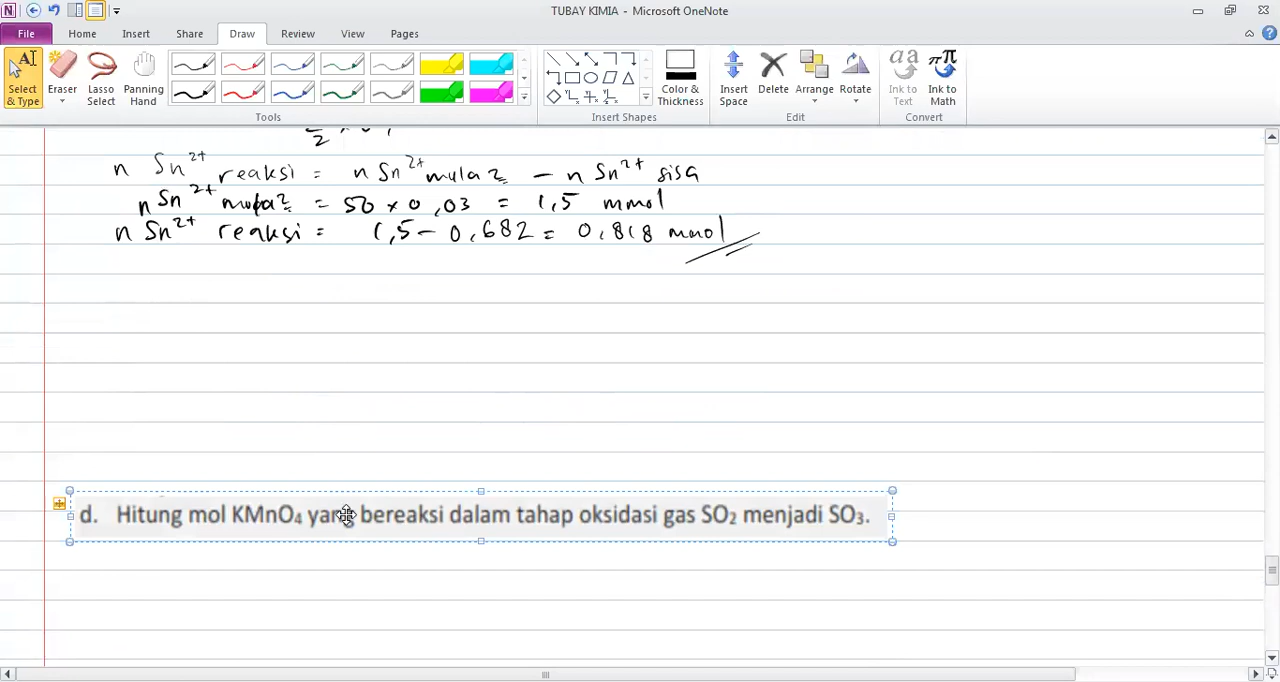 TUBAY KIMIA - Microsoft OneNote
File Home Insert Share Draw Review View Pages
Select & Type
Eraser
Lasso Select
Panning Hand
Color & Thickness
Insert Space
Delete
Arrange
Rotate
Ink to Text
Ink to Math
Tools
Insert Shapes
Edit
Convert
n Sn²⁺ reaksi = n Sn²⁺ mula2 - n Sn²⁺ sisa
n Sn²⁺ mula2 = 50 x 0,03 = 1,5 mmol
n Sn²⁺ reaksi = 1,5 - 0,682 = 0,818 mmol
d. Hitung mol KMnO₄ yang bereaksi dalam tahap oksidasi gas SO₂ menjadi SO₃.